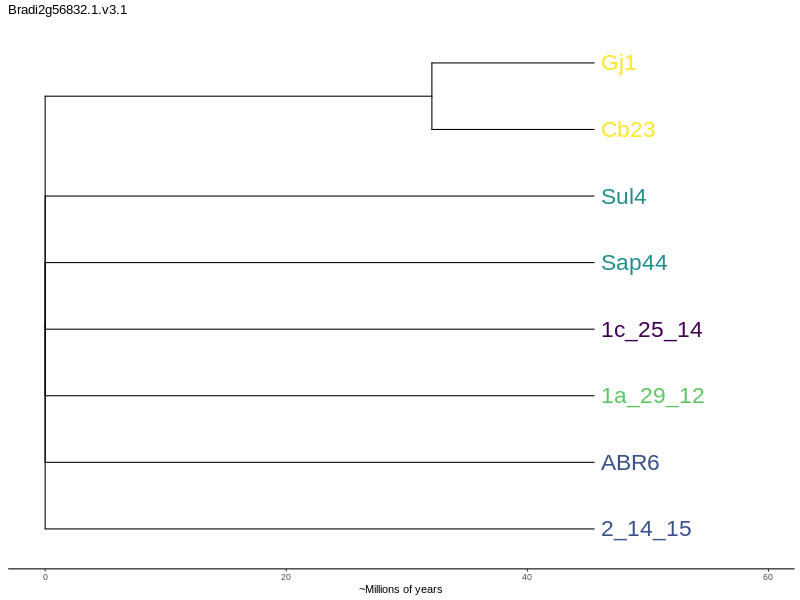 Bradi2g56832.1.v3.1
Gj1
Cb23
Sul4
Sap44
1c_25_14
1a_29_12
ABR6
2_14_15
0 20 40 60
~Millions of years